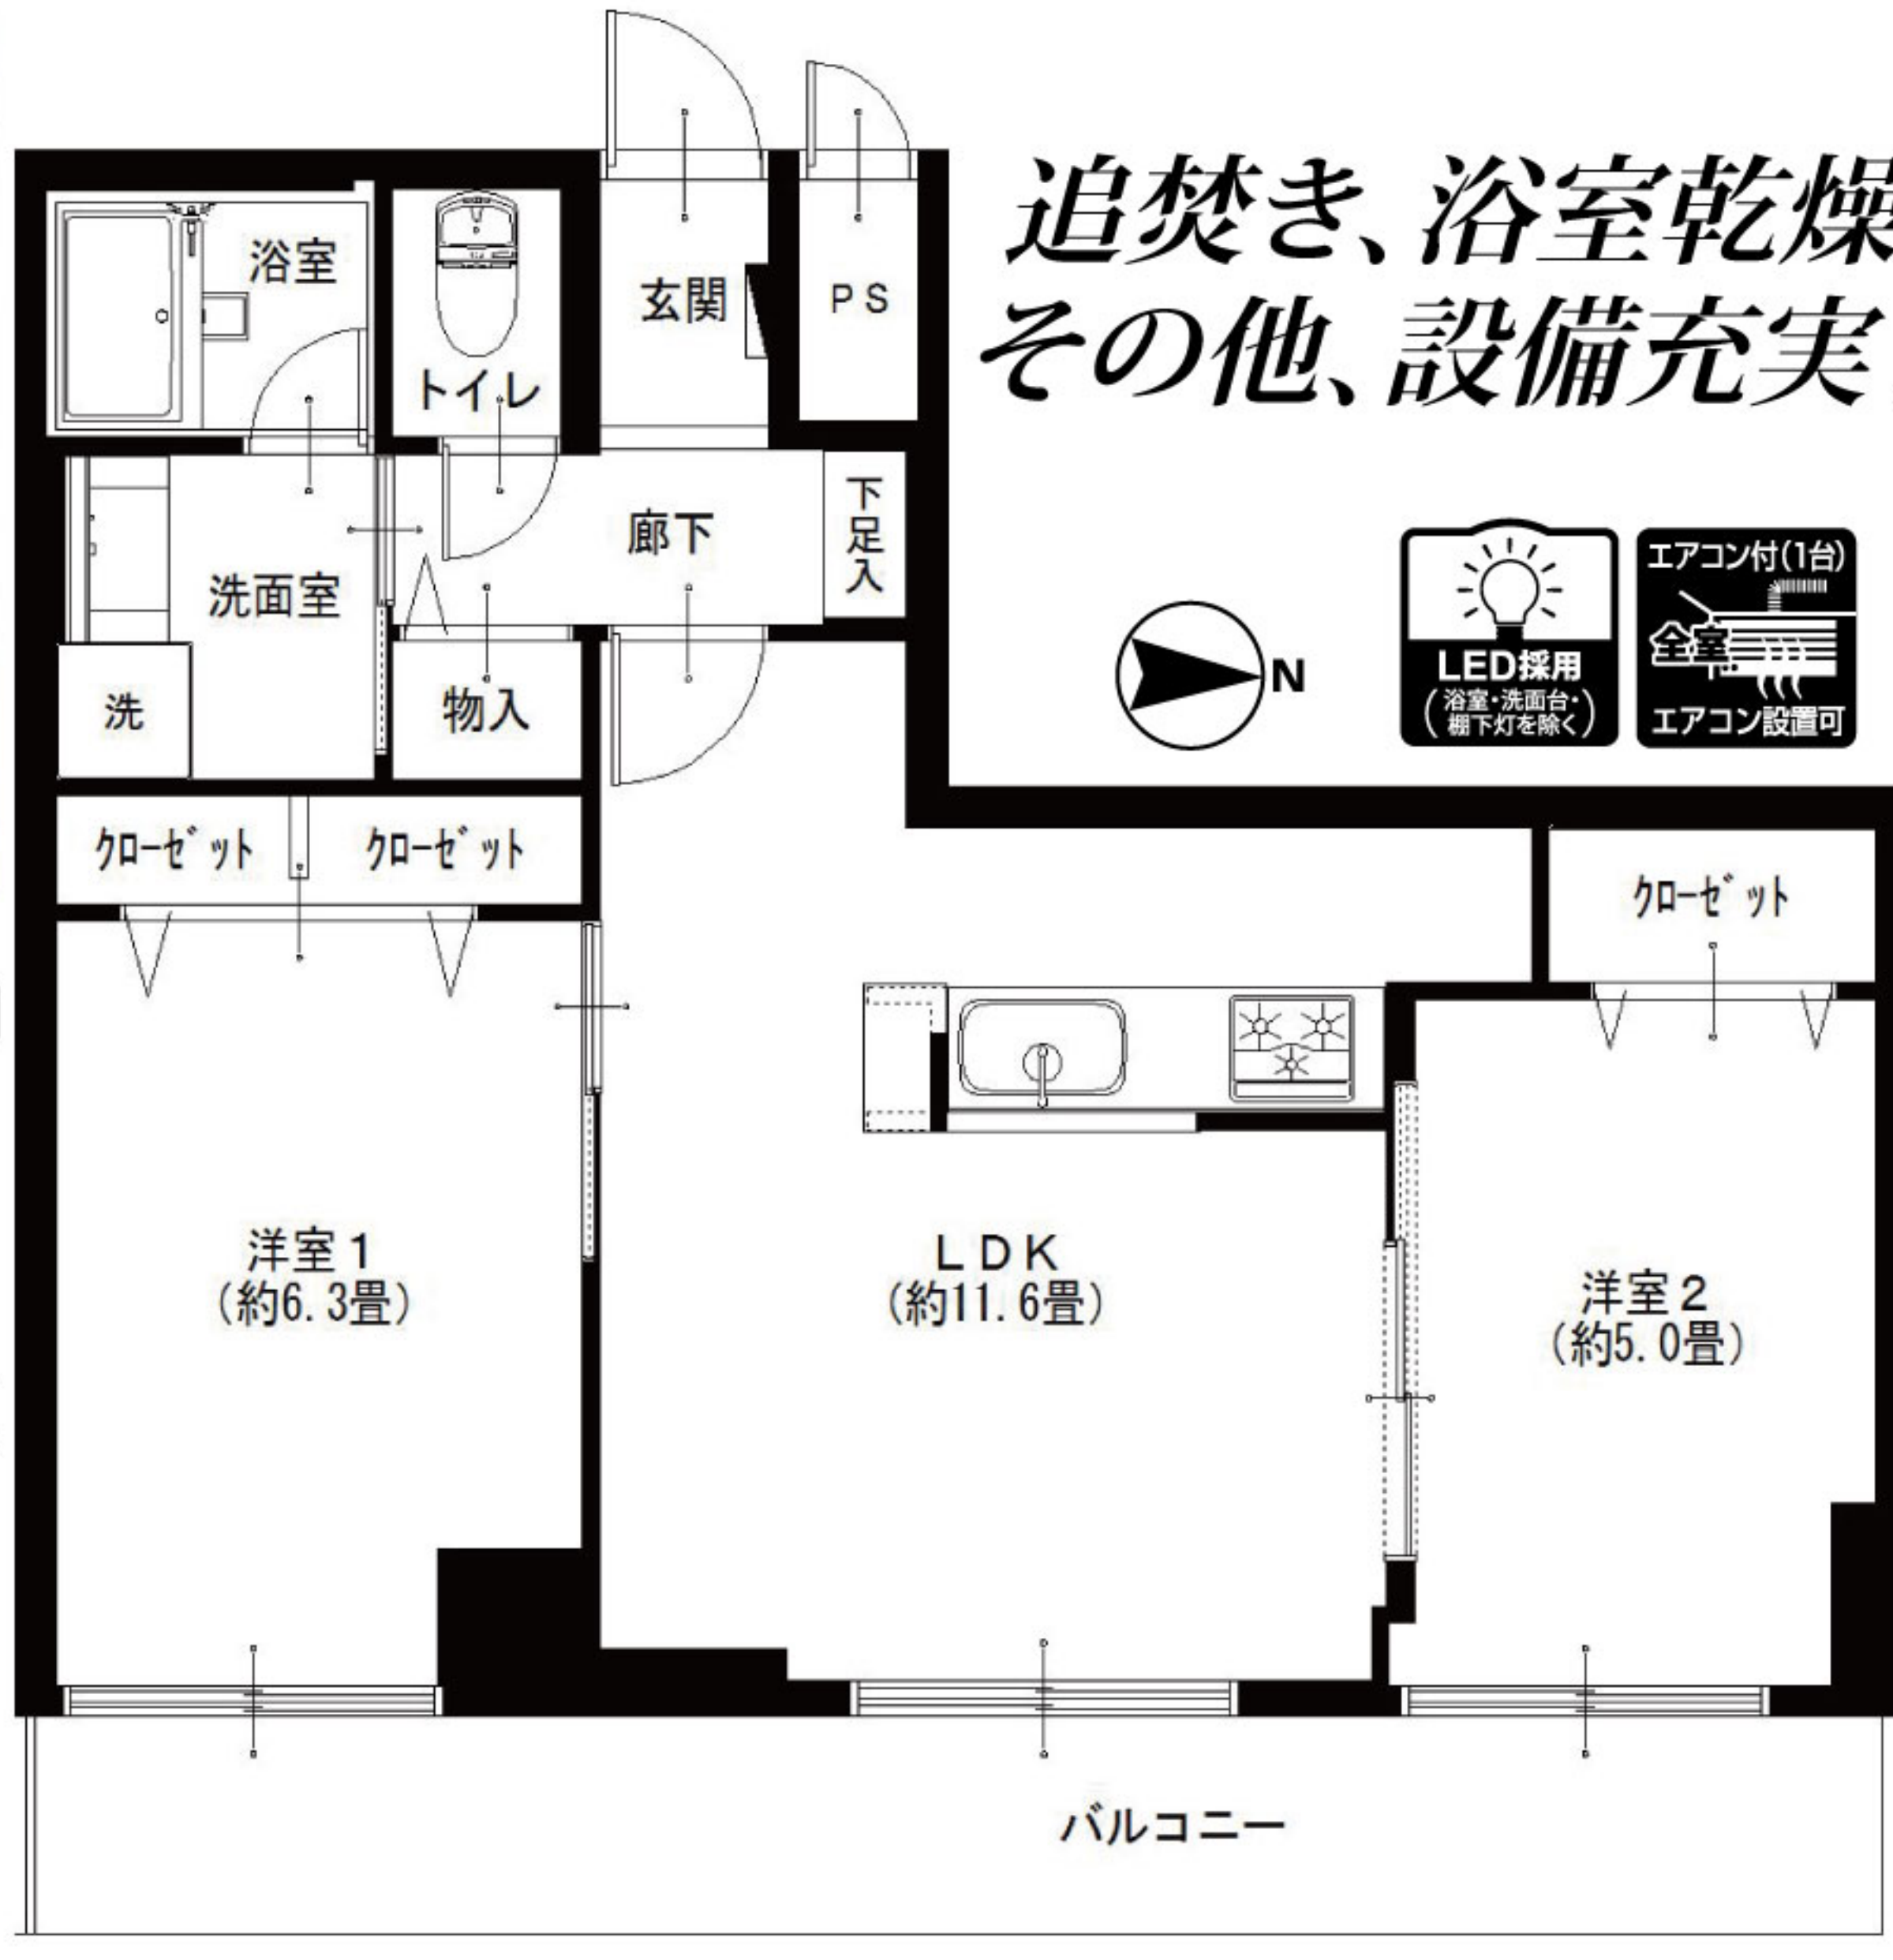 追焚き、浴室乾燥
その他、設備充実
浴室
トイレ
玄関
PS
廊下
下足入
洗面室
洗
物入
N
LED採用
(浴室・洗面台・
棚下灯を除く)
エアコン付(1台)
全室
エアコン設置可
ｸﾛｰｾﾞｯﾄ
ｸﾛｰｾﾞｯﾄ
ｸﾛｰｾﾞｯﾄ
洋室1
(約6.3畳)
LDK
(約11.6畳)
洋室2
(約5.0畳)
バルコニー